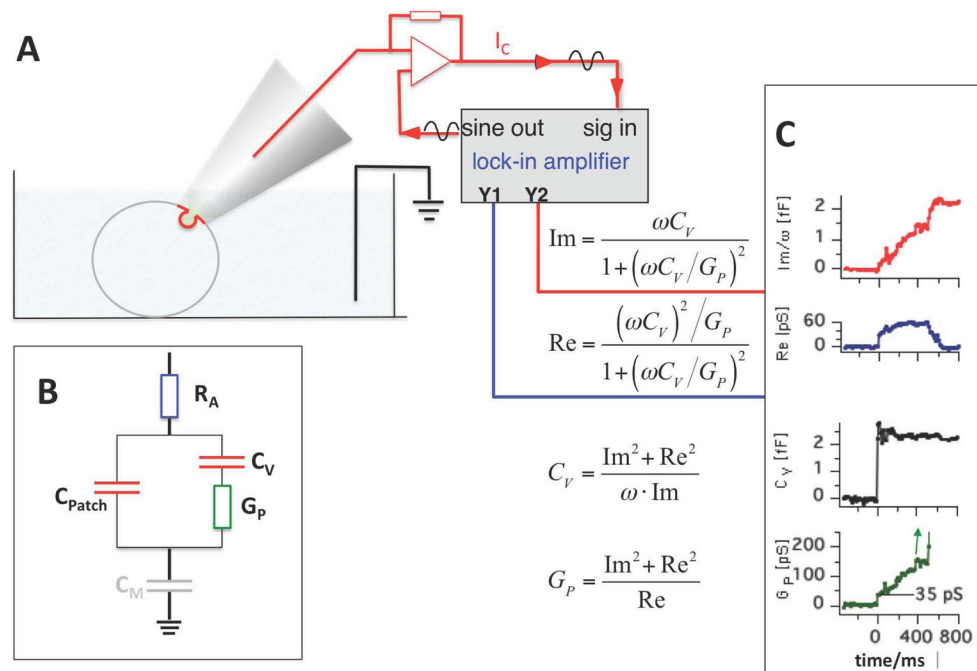 A
I_C
sine out sig in
lock-in amplifier
Y1 Y2
Im = ωC_V / 1+(ωC_V/G_P)^2
Re = (ωC_V)^2/G_P / 1+(ωC_V/G_P)^2
C_V = Im^2 + Re^2 / ω · Im
G_P = Im^2 + Re^2 / Re
B
R_A
C_V
C_Patch
G_P
C_M
C
Im/ω [fF]
2
1
0
Re [pS]
60
0
C_V [fF]
2
1
0
G_P [pS]
200
100
0
35 pS
0 400 800
time/ms